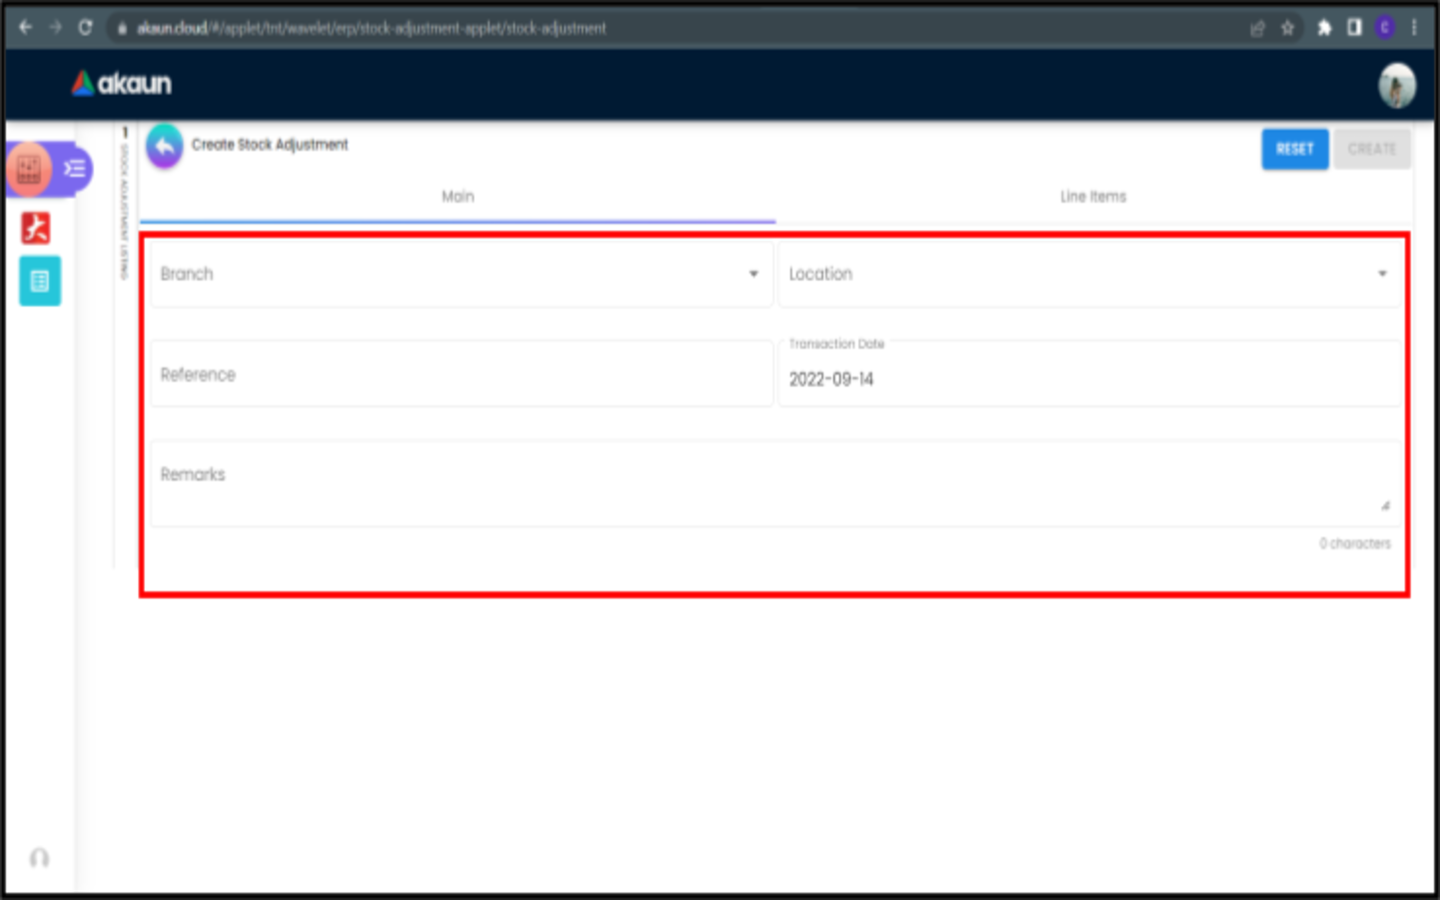 akaun.cloud/#/applet/tnt/wavelet/erp/stock-adjustment-applet/stock-adjustment
C
akaun
1 STOCK ADJUSTMENT LISTING
Create Stock Adjustment
RESET
CREATE
Main
Line Items
Branch
Location
Reference
Transaction Date
2022-09-14
Remarks
0 characters